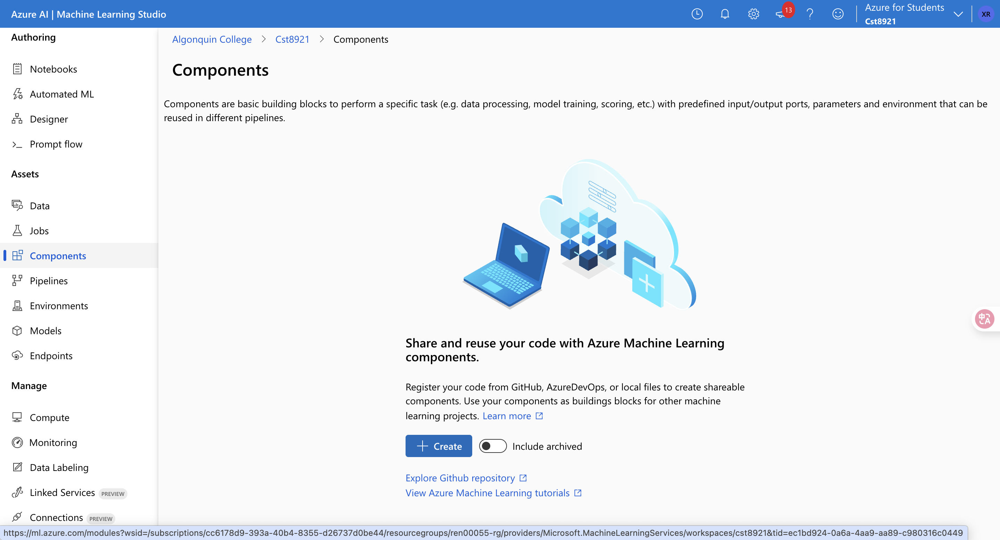 Azure AI | Machine Learning Studio
13
Azure for Students
Cst8921
XR
Authoring
Notebooks
Automated ML
Designer
Prompt flow
Assets
Data
Jobs
Components
Pipelines
Environments
Models
Endpoints
Manage
Compute
Monitoring
Data Labeling
Linked Services PREVIEW
Connections PREVIEW
Algonquin College > Cst8921 > Components
Components
Components are basic building blocks to perform a specific task (e.g. data processing, model training, scoring, etc.) with predefined input/output ports, parameters and environment that can be
reused in different pipelines.
Share and reuse your code with Azure Machine Learning
components.
Register your code from GitHub, AzureDevOps, or local files to create shareable
components. Use your components as buildings blocks for other machine
learning projects. Learn more
Create
Include archived
Explore Github repository
View Azure Machine Learning tutorials
中A
https://ml.azure.com/modules?wsid=/subscriptions/cc6178d9-393a-40b4-8355-d26737d0be44/resourcegroups/ren00055-rg/providers/Microsoft.MachineLearningServices/workspaces/cst8921&tid=ec1bd924-0a6a-4aa9-aa89-c980316c0449